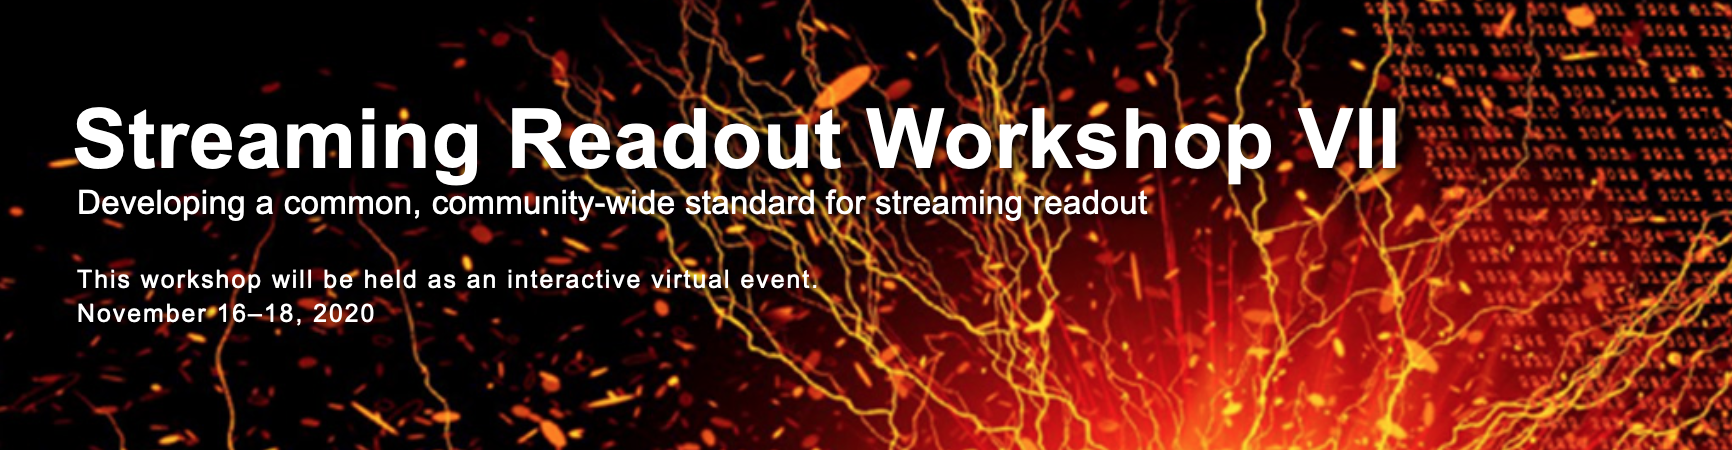 Streaming Readout Workshop VII
Developing a common, community-wide standard for streaming readout
This workshop will be held as an interactive virtual event.
November 16–18, 2020